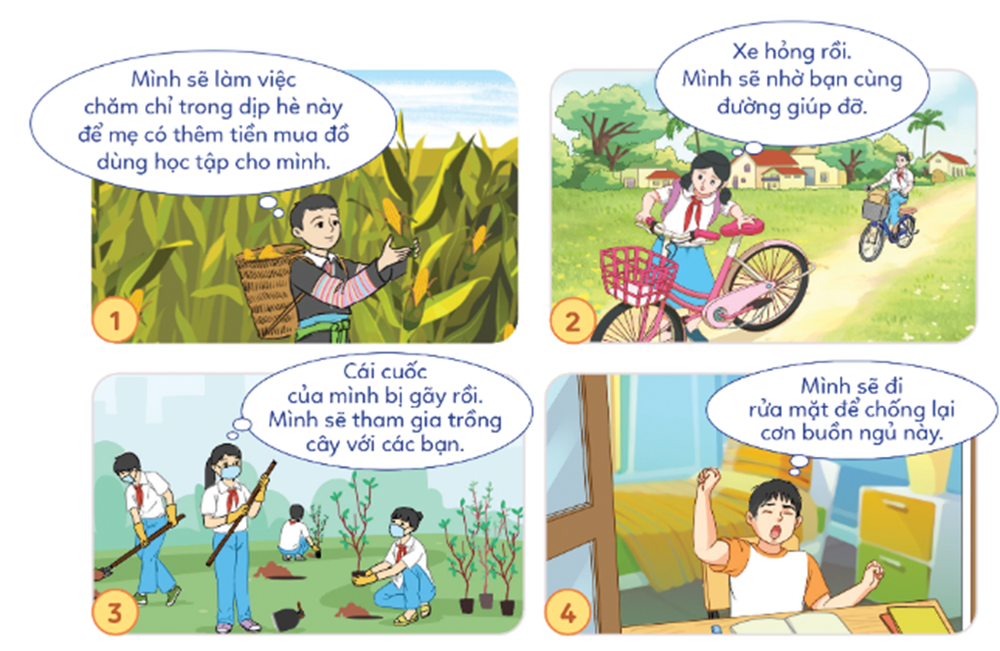 Mình sẽ làm việc
chăm chỉ trong dịp hè này
để mẹ có thêm tiền mua đồ
dùng học tập cho mình.
1
Xe hỏng rồi.
Mình sẽ nhờ bạn cùng
đường giúp đỡ.
2
Cái cuốc
của mình bị gãy rồi.
Mình sẽ tham gia trồng
cây với các bạn.
3
Mình sẽ đi
rửa mặt để chống lại
cơn buồn ngủ này.
4